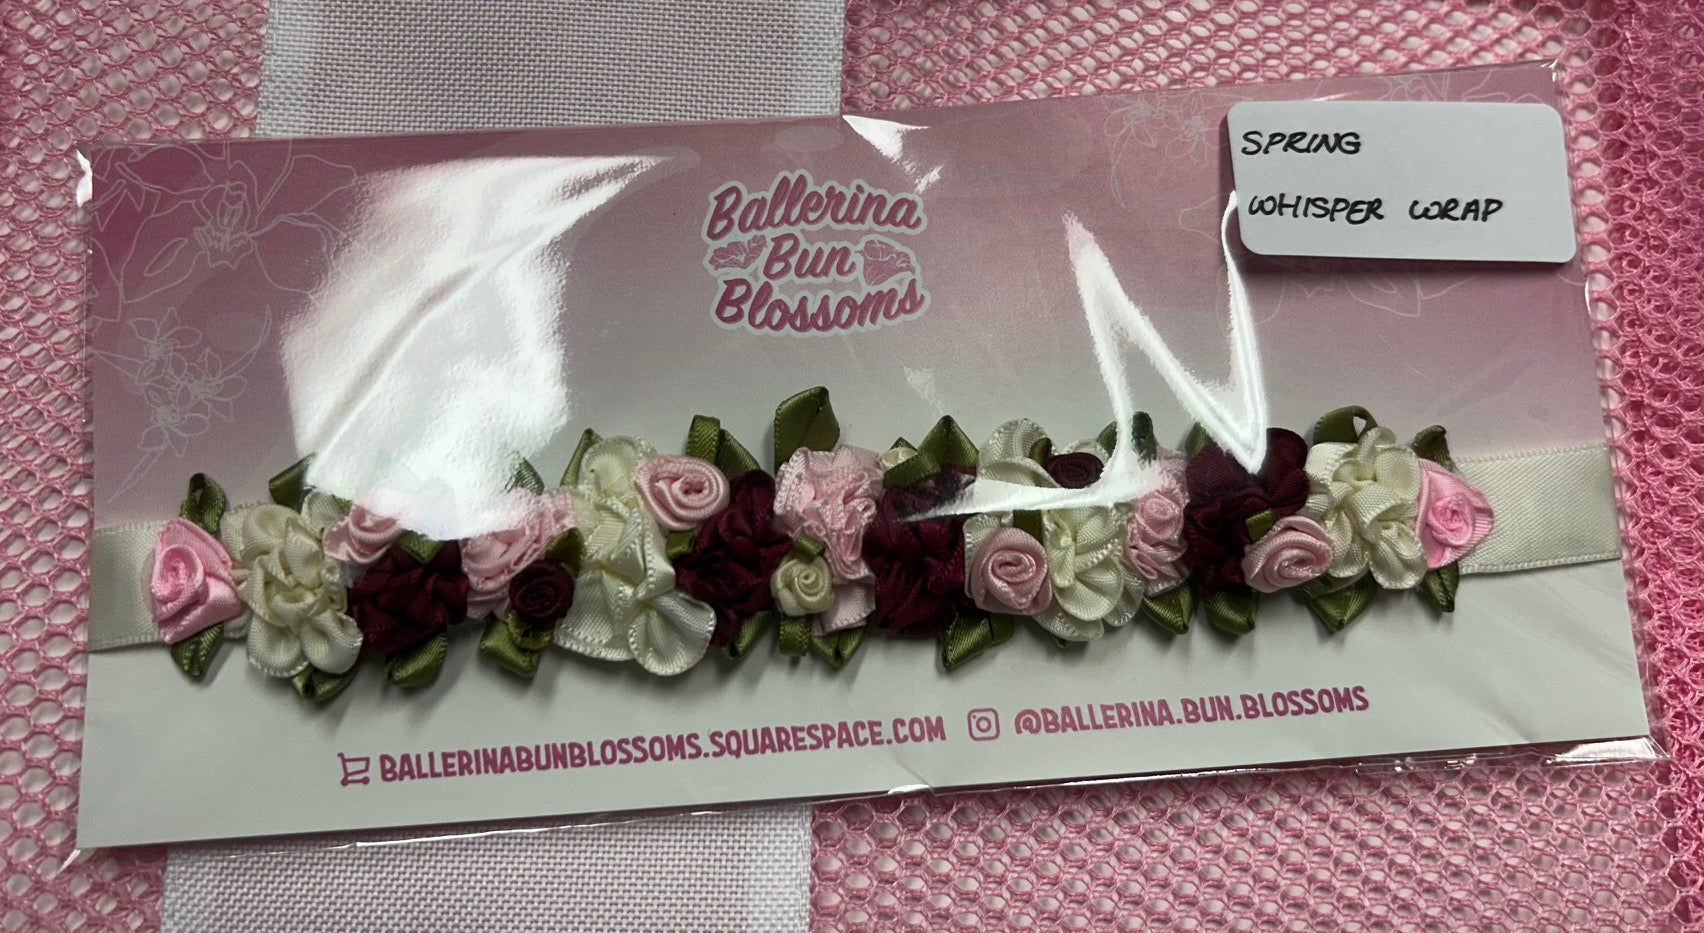 Ballerina
Bun
Blossoms
SPRING
WHISPER WRAP
BALLERINABUNBLOSSOMS.SQUARESPACE.COM @BALLERINA.BUN.BLOSSOMS